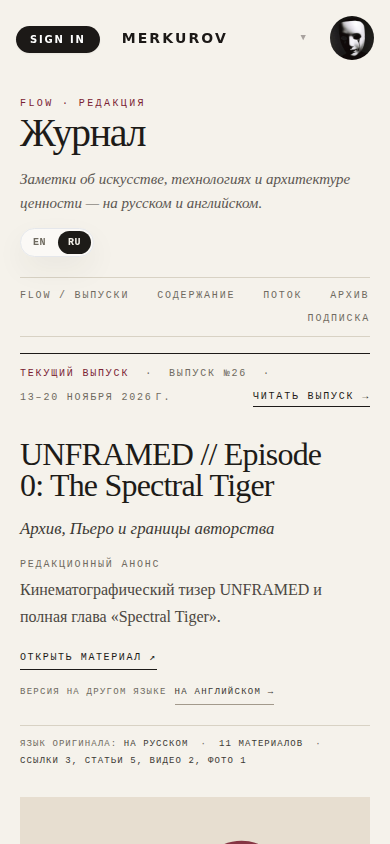 SIGN IN
MERKUROV
▼
FLOW · РЕДАКЦИЯ
Журнал
Заметки об искусстве, технологиях и архитектуре
ценности — на русском и английском.
EN RU
FLOW / ВЫПУСКИ СОДЕРЖАНИЕ ПОТОК АРХИВ
ПОДПИСКА
ТЕКУЩИЙ ВЫПУСК · ВЫПУСК №26 ·
13–20 НОЯБРЯ 2026 Г. ЧИТАТЬ ВЫПУСК →
UNFRAMED // Episode
0: The Spectral Tiger
Архив, Пьеро и границы авторства
РЕДАКЦИОННЫЙ АНОНС
Кинематографический тизер UNFRAMED и
полная глава «Spectral Tiger».
ОТКРЫТЬ МАТЕРИАЛ ↗
ВЕРСИЯ НА ДРУГОМ ЯЗЫКЕ НА АНГЛИЙСКОМ →
ЯЗЫК ОРИГИНАЛА: НА РУССКОМ · 11 МАТЕРИАЛОВ ·
ССЫЛКИ 3, СТАТЬИ 5, ВИДЕО 2, ФОТО 1